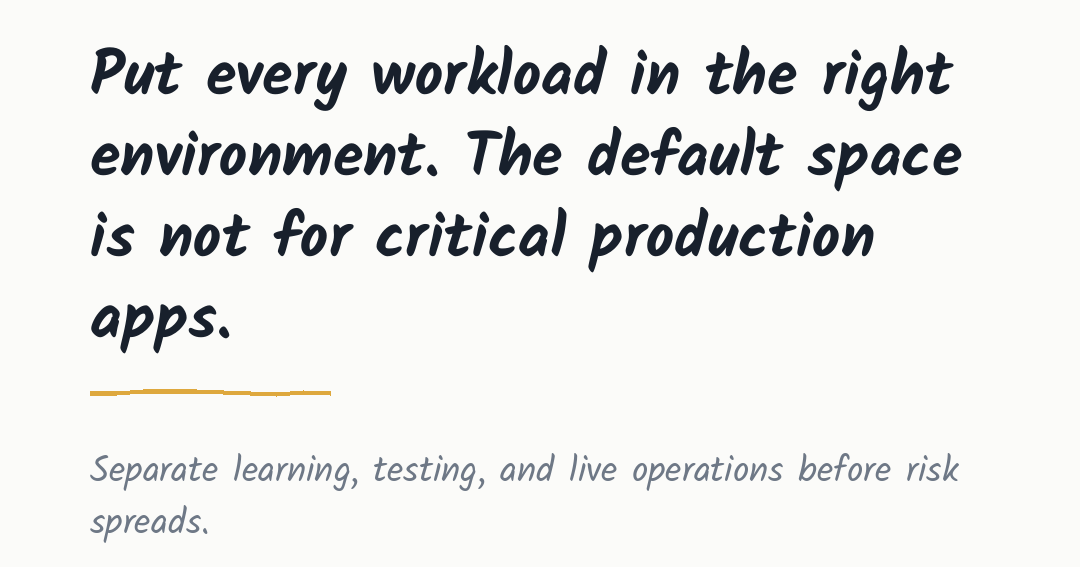 Put every workload in the right
environment. The default space
is not for critical production
apps.
Separate learning, testing, and live operations before risk
spreads.